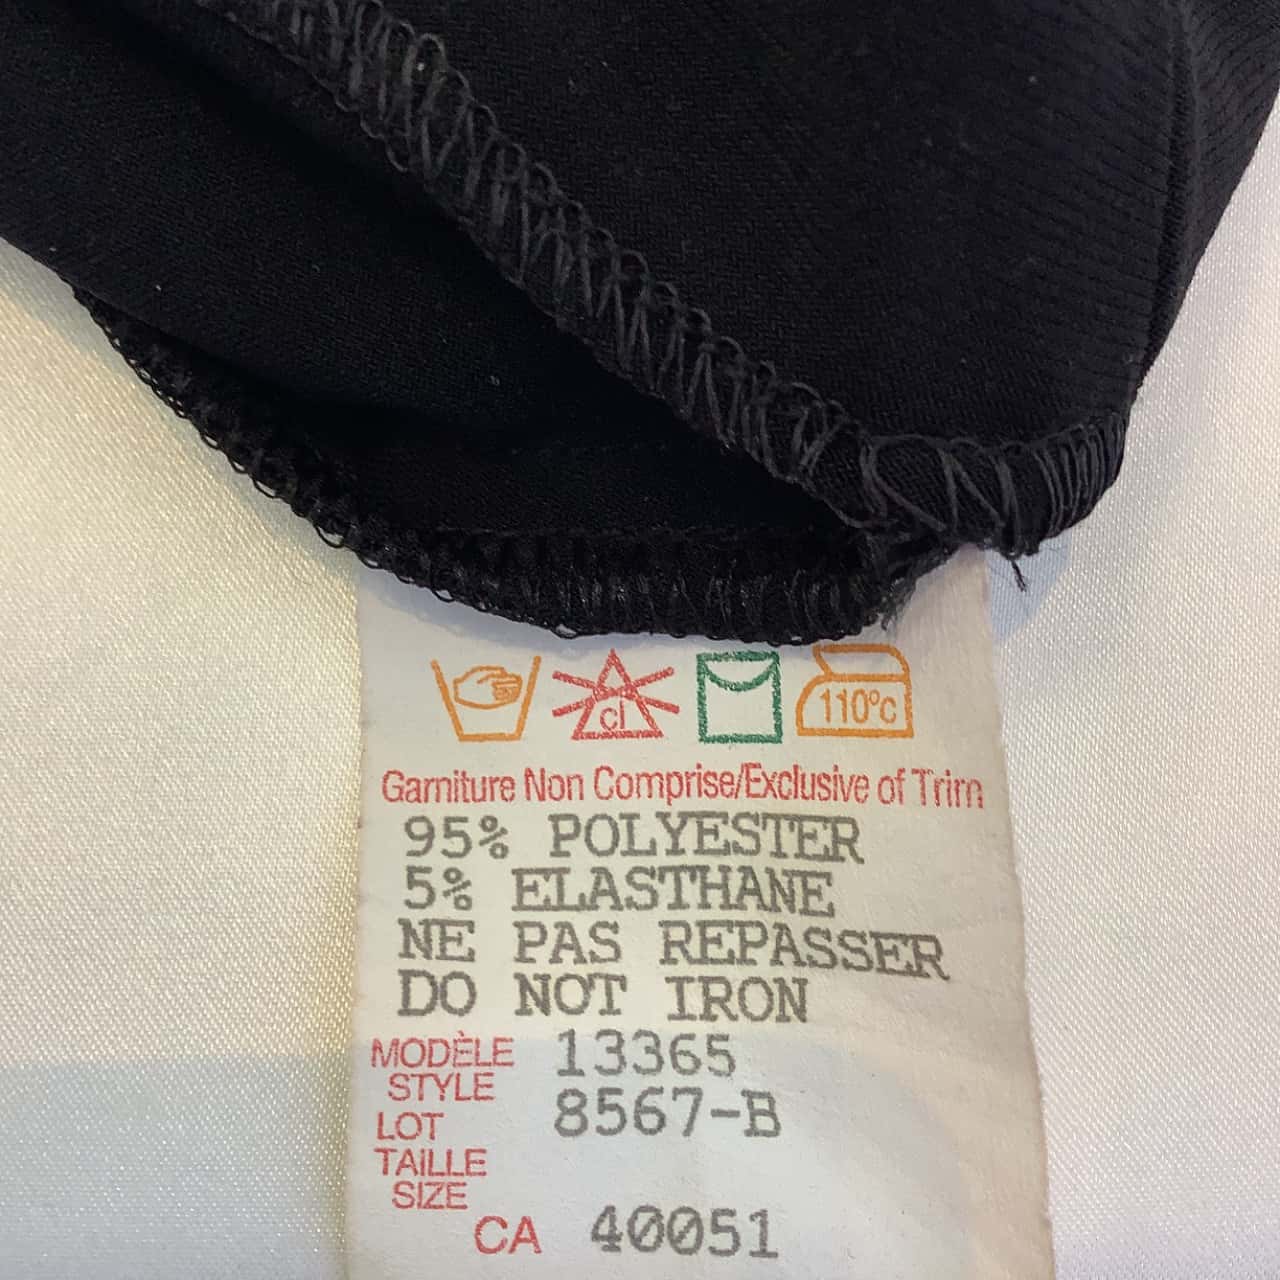 cl
110°c
Garniture Non Comprise/Exclusive of Trim
95% POLYESTER
5% ELASTHANE
NE PAS REPASSER
DO NOT IRON
MODÈLE 13365
STYLE
LOT 8567-B
TAILLE
SIZE
CA 40051